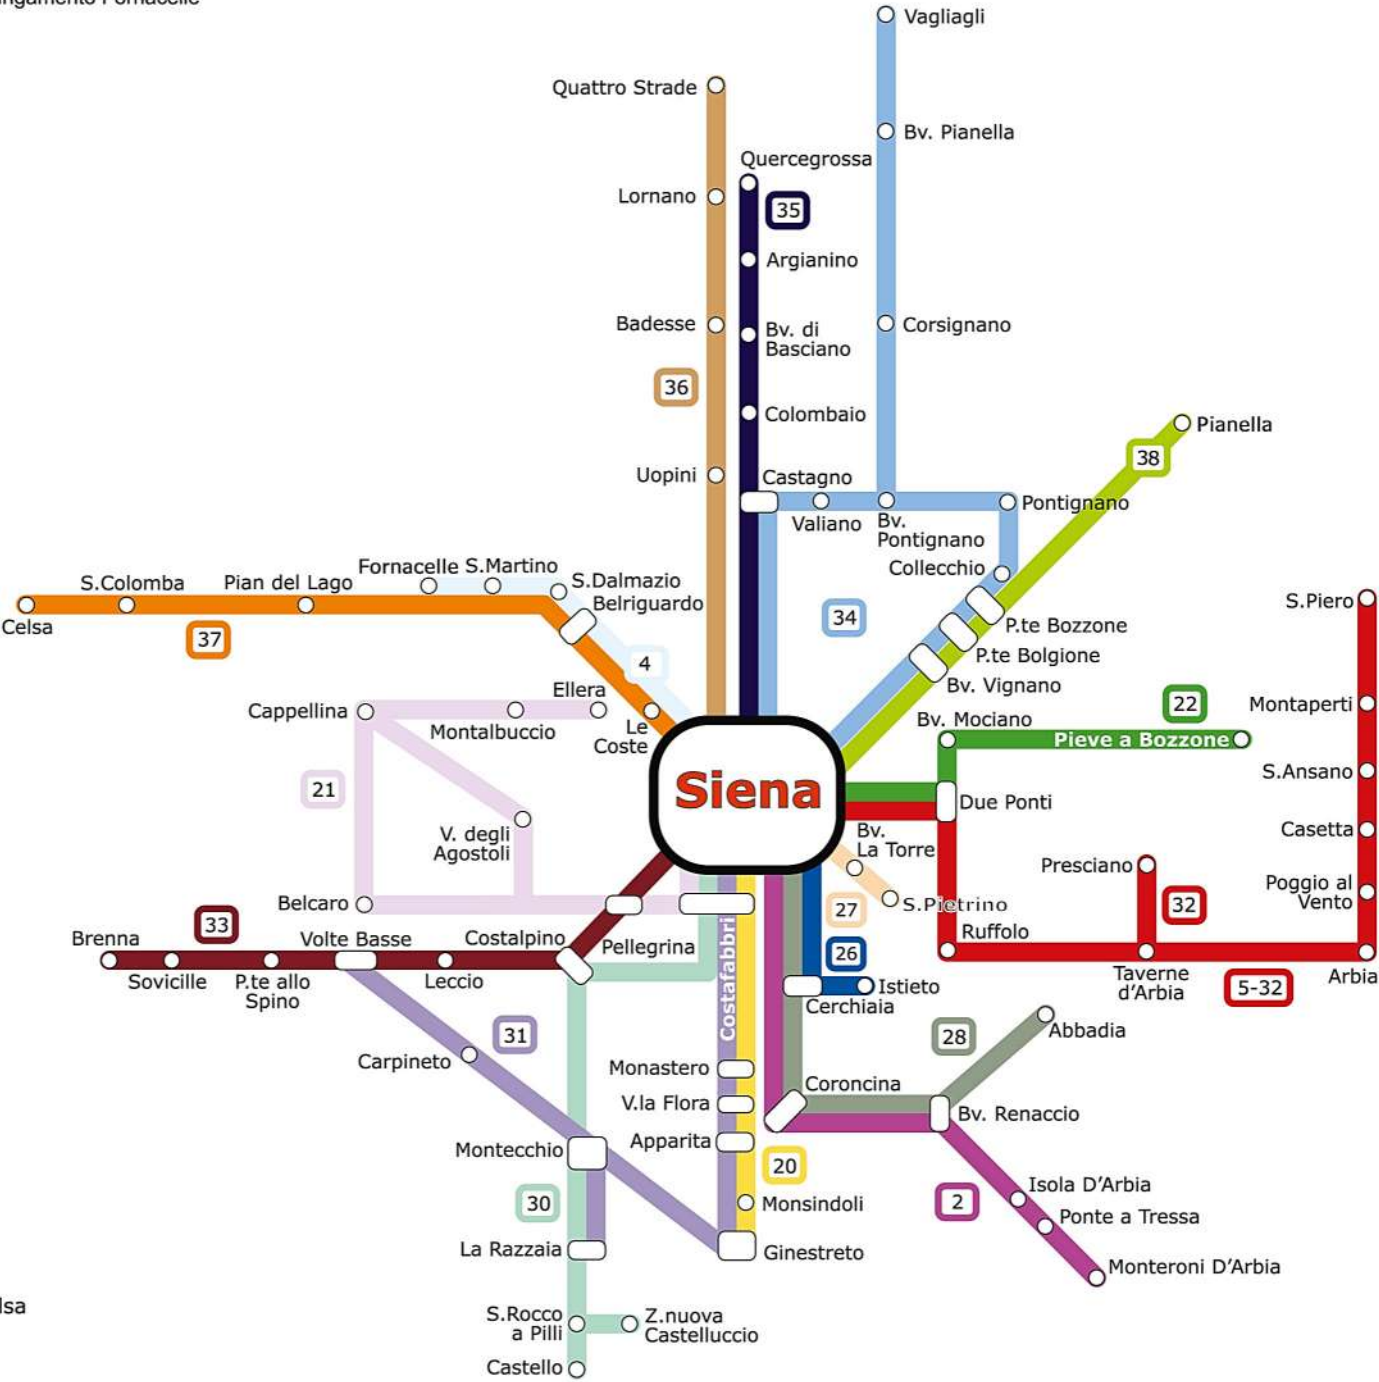 Vagliagli
Quattro Strade
Bv. Pianella
Quercegrossa
Lornano
35
Argianino
Badesse
Bv. di
Basciano
Corsignano
36
Colombaio
Pianella
38
Uopini
Castagno
Valiano
Bv.
Pontignano
Pontignano
Collecchio
Fornacelle
S.Martino
S.Colomba
Pian del Lago
S.Dalmazio
Belriguardo
Celsa
37
34
S.Piero
P.te Bozzone
P.te Bolgione
Bv. Vignano
4
Ellera
Cappellina
Montalbuccio
Le
Coste
22
Montaperti
Bv. Mociano
Pieve a Bozzone
S.Ansano
21
Siena
Due Ponti
Casetta
V. degli
Agostoli
Bv.
La Torre
Presciano
Poggio al
Vento
Belcaro
27
S.Pietrino
32
33
Brenna
Volte Basse
Costalpino
Pellegrina
Costafabbri
26
Ruffolo
Sovicille
P.te allo
Spino
Leccio
Istieto
Cerchiaia
Taverne
d'Arbia
5-32
Arbia
31
28
Abbadia
Carpineto
Monastero
Coroncina
V.la Flora
Bv. Renaccio
Montecchio
Apparita
20
30
Monsindoli
2
Isola D'Arbia
Ponte a Tressa
La Razzaia
Ginestreto
Monteroni D'Arbia
lsa
S.Rocco
a Pilli
Z.nuova
Castelluccio
Castello